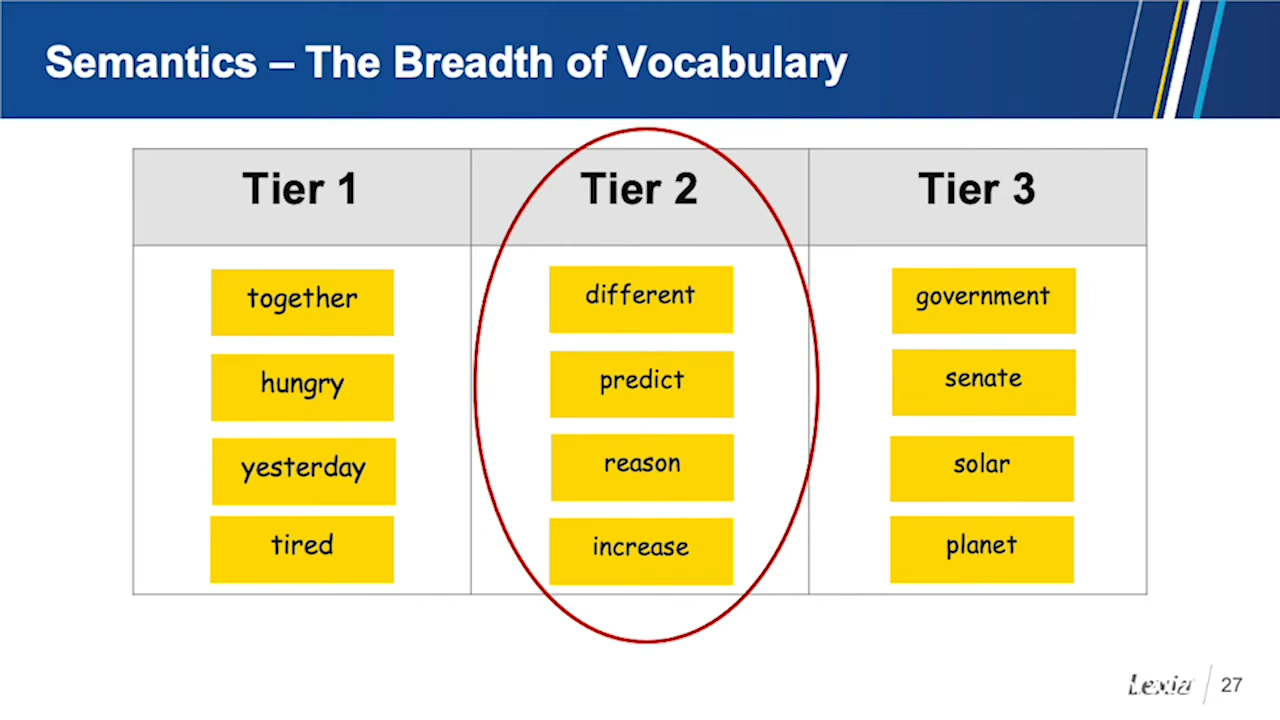 Semantics – The Breadth of Vocabulary
Tier 1 Tier 2 Tier 3
together different government
hungry predict senate
yesterday reason solar
tired increase planet
Lexia 27